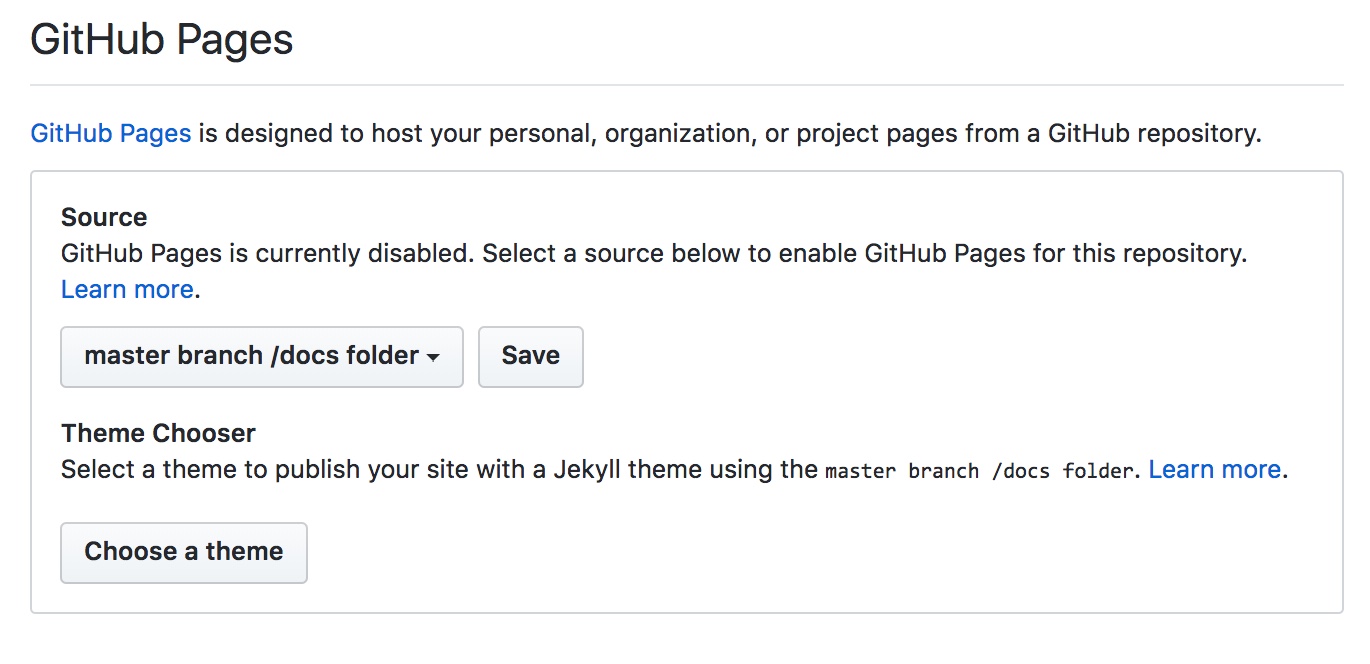 GitHub Pages
GitHub Pages is designed to host your personal, organization, or project pages from a GitHub repository.
Source
GitHub Pages is currently disabled. Select a source below to enable GitHub Pages for this repository.
Learn more.
master branch /docs folder
Save
Theme Chooser
Select a theme to publish your site with a Jekyll theme using the master branch /docs folder. Learn more.
Choose a theme